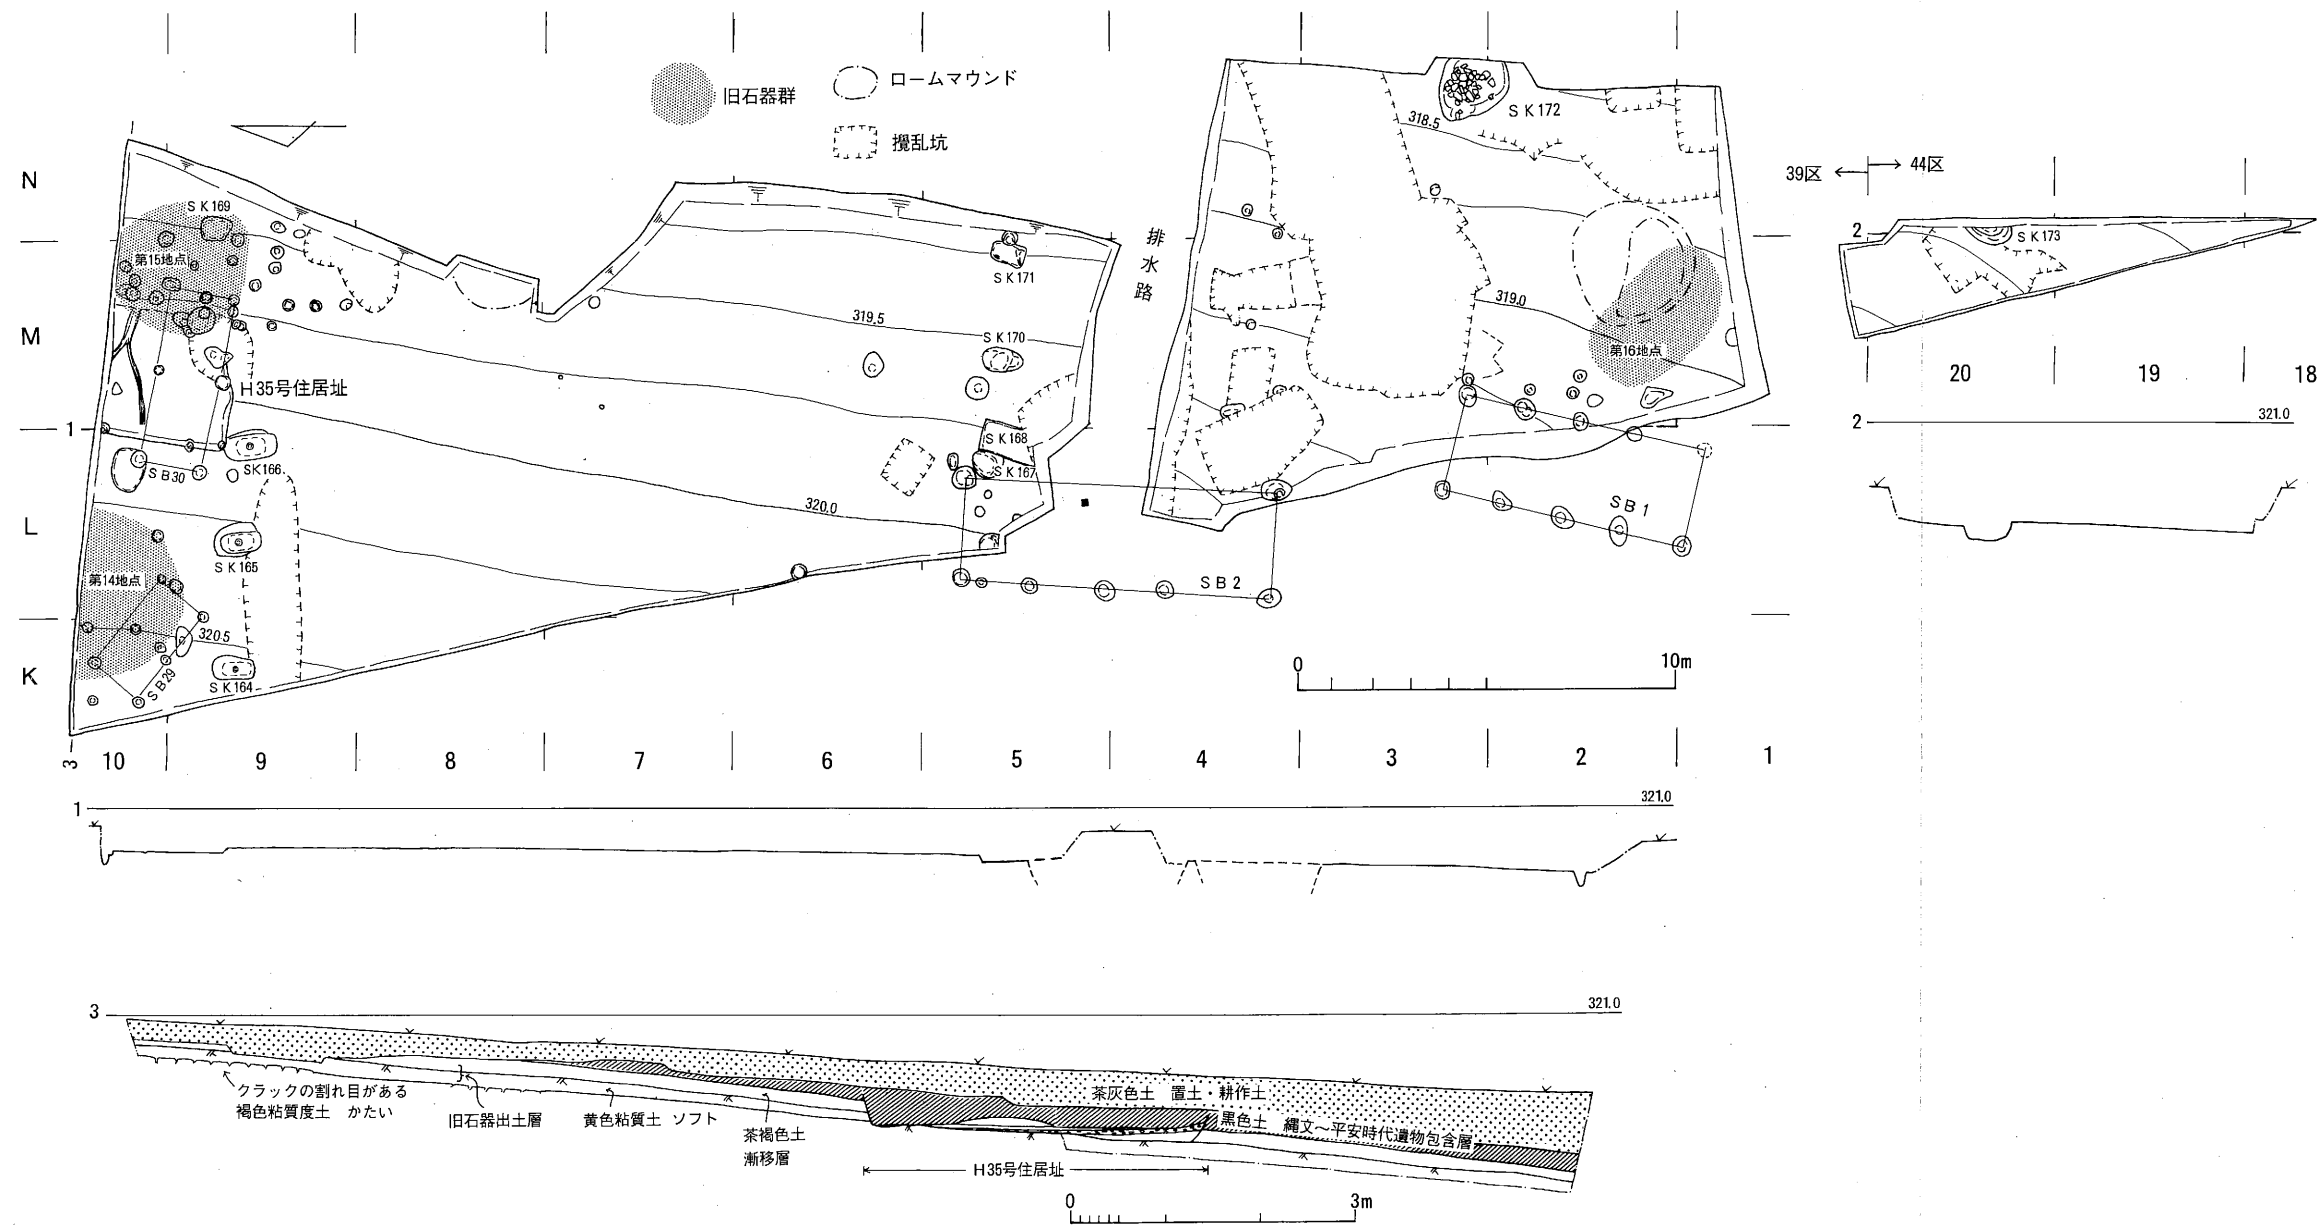 旧石器群
ロームマウンド
攪乱坑
N
M
L
K
SK169
第15地点
H35号住居址
1
SB30
SK166
SK165
第14地点
320.5
SB29
SK164
319.5
320.0
SK171
SK170
SK168
SK167
SB2
排水路
318.5
SK172
319.0
第16地点
SB1
0 10m
39区 44区
2
SK173
20 19 18
2 321.0
3 10 9 8 7 6 5 4 3 2 1
1 321.0
3 321.0
クラックの割れ目がある
褐色粘質度土 かたい
旧石器出土層
黄色粘質土 ソフト
茶褐色土
漸移層
茶灰色土 置土・耕作土
黒色土 縄文～平安時代遺物包含層
H35号住居址
0 3m